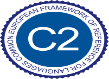 COMMON EUROPEAN FRAMEWORK OF REFERENCE FOR LANGUAGES
C2